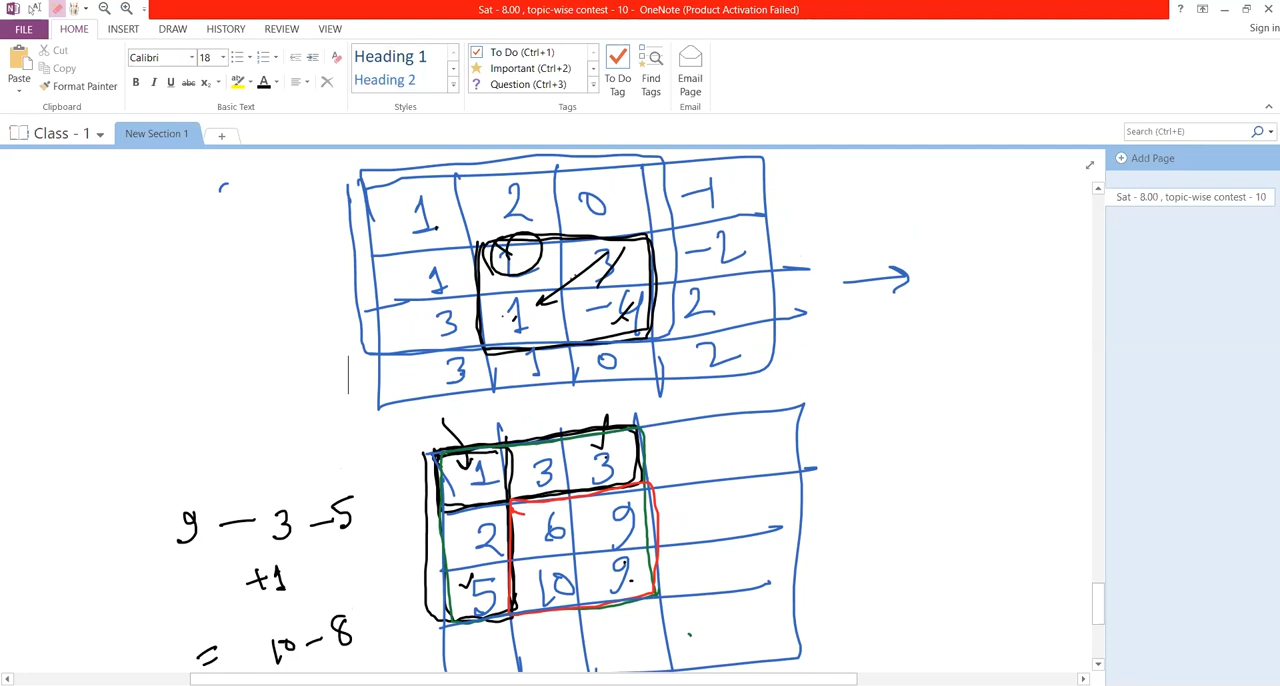 Sat - 8.00 , topic-wise contest - 10 - OneNote (Product Activation Failed)
FILE HOME INSERT DRAW HISTORY REVIEW VIEW Sign in
Paste
Cut
Copy
Format Painter
Clipboard
Calibri 18
B I U abc X₂ A
Basic Text
Heading 1
Heading 2
Styles
To Do (Ctrl+1)
Important (Ctrl+2)
Question (Ctrl+3)
Tags
To Do Tag
Find Tags
Email Page
Email
Class - 1 New Section 1
Search (Ctrl+E)
Add Page
Sat - 8.00 , topic-wise contest - 10
1 2 0 -1
1 3 -2
3 1 -4 2
3 1 0 2
1 3 3
2 6 9
5 10 9
9 - 3 - 5
+1
= 10 - 8